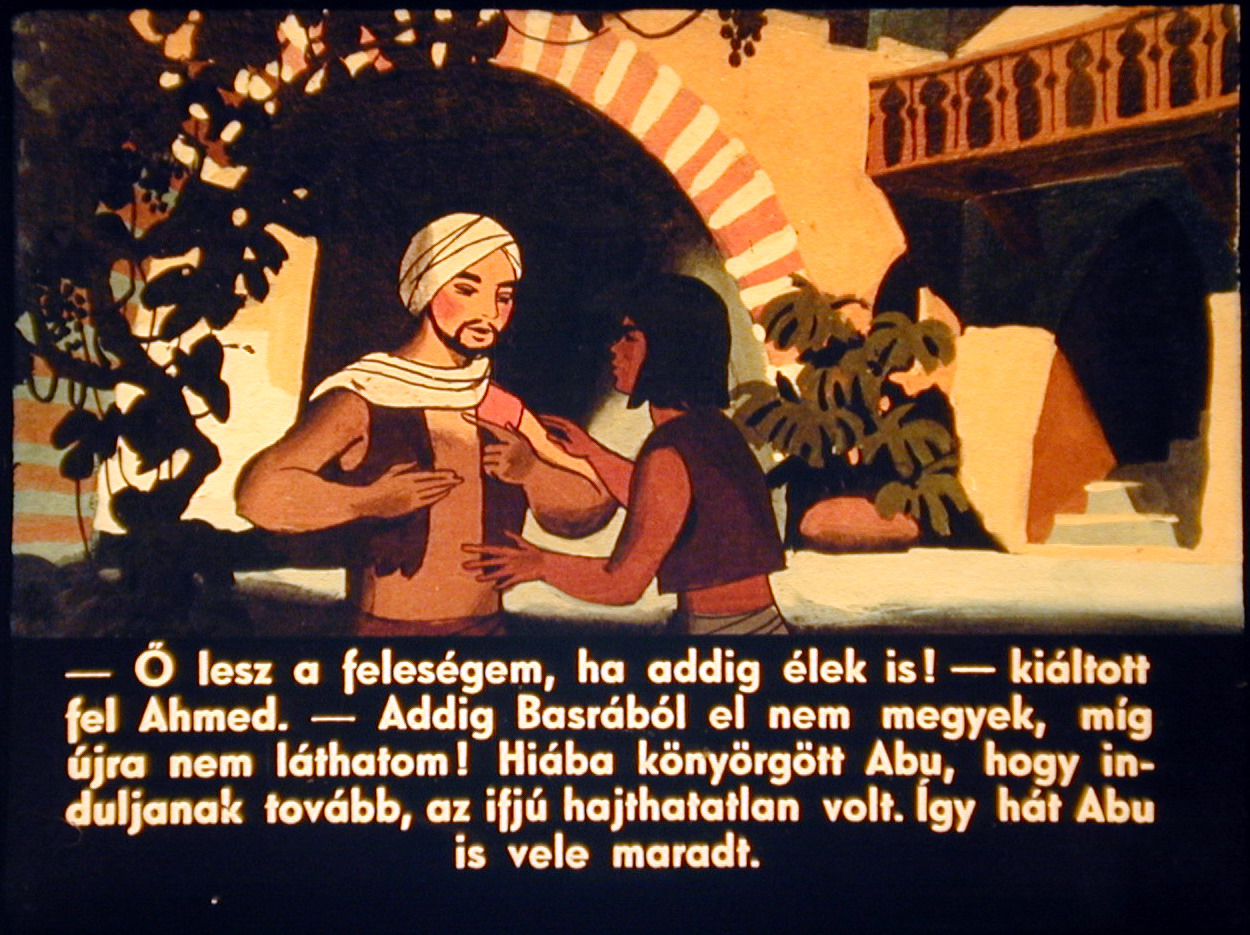 — Ő lesz a feleségem, ha addig élek is! — kiáltott
fel Ahmed. — Addig Basrából el nem megyek, míg
újra nem láthatom! Hiába könyörgött Abu, hogy in-
duljanak tovább, az ifjú hajthatatlan volt. Így hát Abu
is vele maradt.